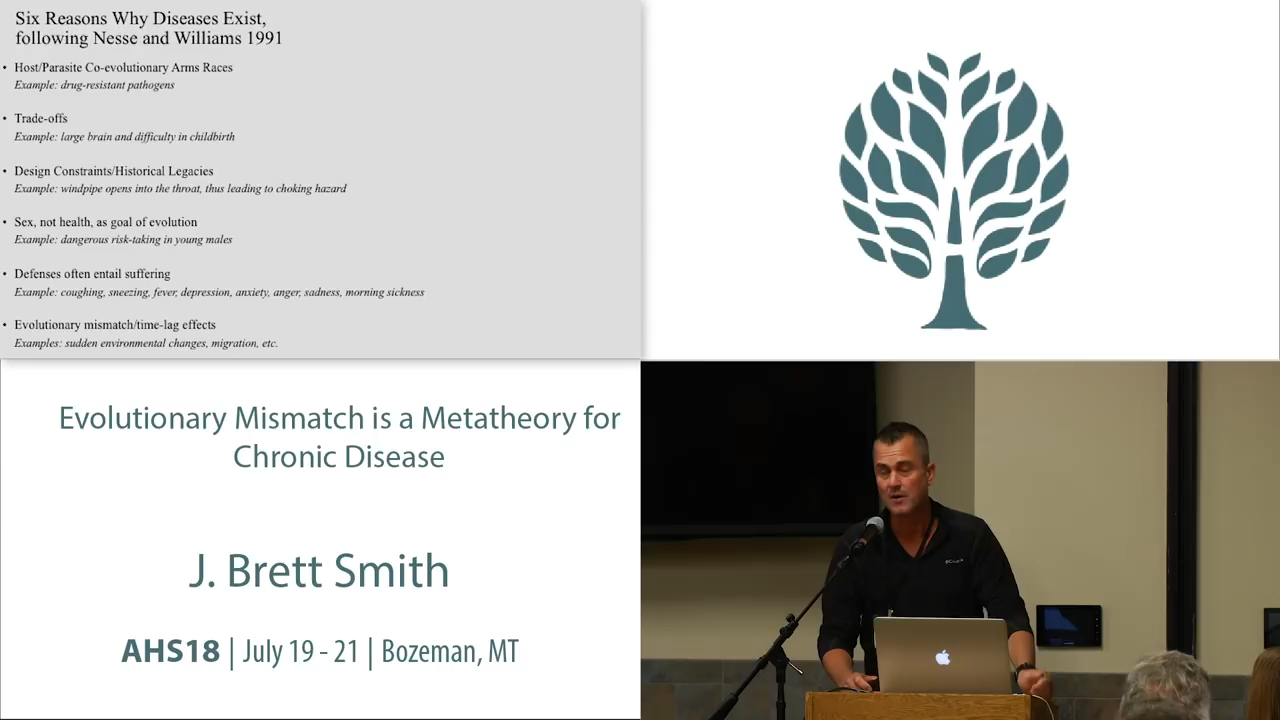 Six Reasons Why Diseases Exist,
following Nesse and Williams 1991
• Host/Parasite Co-evolutionary Arms Races
Example: drug-resistant pathogens
• Trade-offs
Example: large brain and difficulty in childbirth
• Design Constraints/Historical Legacies
Example: windpipe opens into the throat, thus leading to choking hazard
• Sex, not health, as goal of evolution
Example: dangerous risk-taking in young males
• Defenses often entail suffering
Example: coughing, sneezing, fever, depression, anxiety, anger, sadness, morning sickness
• Evolutionary mismatch/time-lag effects
Examples: sudden environmental changes, migration, etc.
Evolutionary Mismatch is a Metatheory for
Chronic Disease
J. Brett Smith
AHS18 | July 19 - 21 | Bozeman, MT